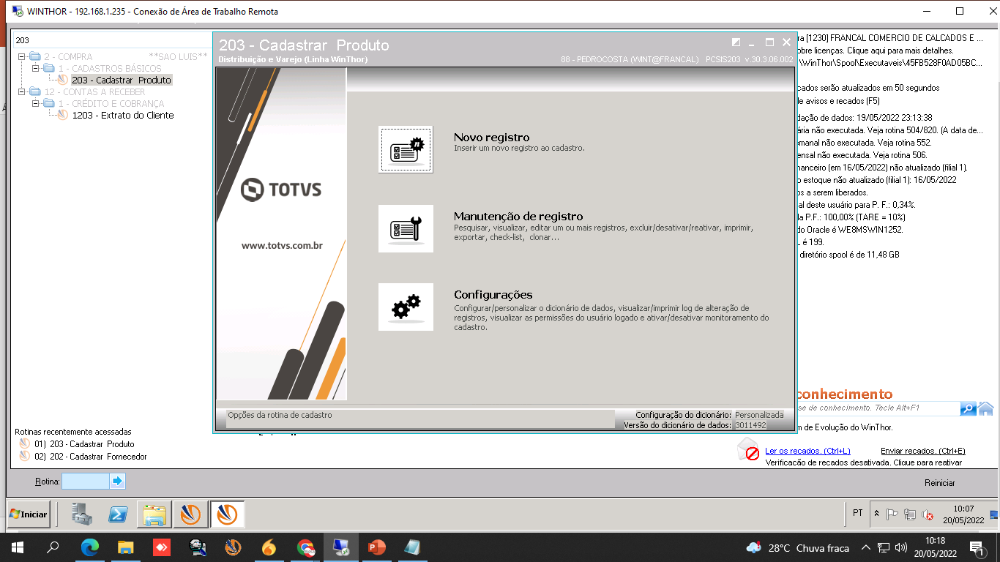 WINTHOR - 192.168.1.235 - Conexão de Área de Trabalho Remota
203
2 - COMPRA **SAO LUIS**
1 - CADASTROS BÁSICOS
203 - Cadastrar Produto
12 - CONTAS A RECEBER
1 - CRÉDITO E COBRANÇA
1203 - Extrato do Cliente
203 - Cadastrar Produto
Distribuição e Varejo (Linha WinThor)
88 - PEDROCOSTA (WINT@FRANCAL) PCSIS203 v.30.3.06.002
TOTVS
www.totvs.com.br
Novo registro
Inserir um novo registro ao cadastro.
Manutenção de registro
Pesquisar, visualizar, editar um ou mais registros, excluir/desativar/reativar, imprimir,
exportar, check-list, clonar...
Configurações
Configurar/personalizar o dicionário de dados, visualizar/imprimir log de alteração de
registros, visualizar as permissões do usuário logado e ativar/desativar monitoramento do
cadastro.
Opções da rotina de cadastro
Configuração do dicionário: Personalizada
Versão do dicionário de dados: 3011492
ra [1230] FRANCAL COMERCIO DE CALCADOS E ...
obre licenças. Clique aqui para mais detalhes.
\WinThor\Spool\Executaveis\45FB528F0AD05BC...
cados serão atualizados em 50 segundos
de avisos e recados (F5)
dação de dados: 19/05/2022 23:13:38
ária não executada. Veja rotina 504/820. (A data de...
emanal não executada. Veja rotina 552.
ensal não executada. Veja rotina 506.
nanceiro (em 16/05/2022) não atualizado (filial 1).
o estoque não atualizado (filial 1): 16/05/2022
os a serem liberados.
al deste usuário para P. F.: 0,34%.
da P.F.: 100,00% (TARE = 10%)
do Oracle é WE8MSWIN1252.
L é 199.
diretório spool é de 11,48 GB
conhecimento
se de conhecimento. Tecle Alt+F1
m de Evolução do WinThor.
Ler os recados. (Ctrl+L) Enviar recados. (Ctrl+E)
Verificação de recados desativada. Clique para reativar
Rotinas recentemente acessadas
01) 203 - Cadastrar Produto
02) 202 - Cadastrar Fornecedor
Rotina:
Reiniciar
Iniciar
PT
10:07
20/05/2022
28°C Chuva fraca
10:18
20/05/2022
1